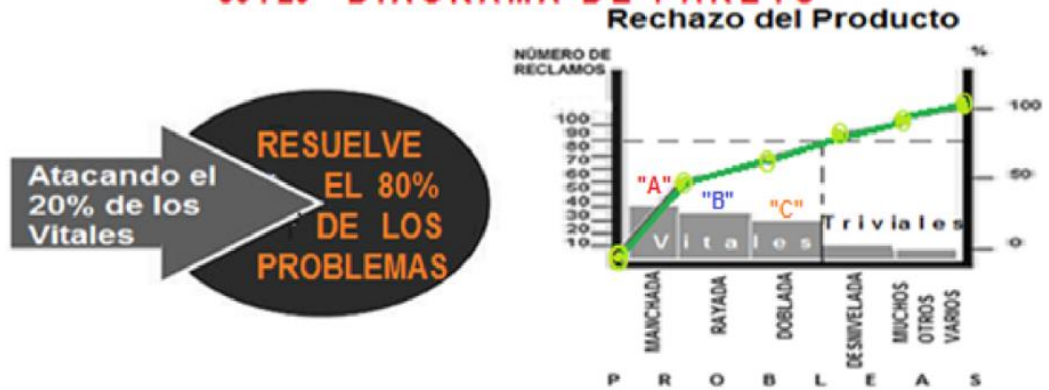 Rechazo del Producto
Atacando el
20% de los
Vitales
RESUELVE
EL 80%
DE LOS
PROBLEMAS
NÚMERO DE
RECLAMOS
%
100
90
80
70
60
50
40
30
20
10
100
50
0
"A"
"B"
"C"
Vitales
Triviales
MANCHADA
RAYADA
DOBLADA
DESNIVELADA
MUCHOS
OTROS
VARIOS
P R O B L E A S